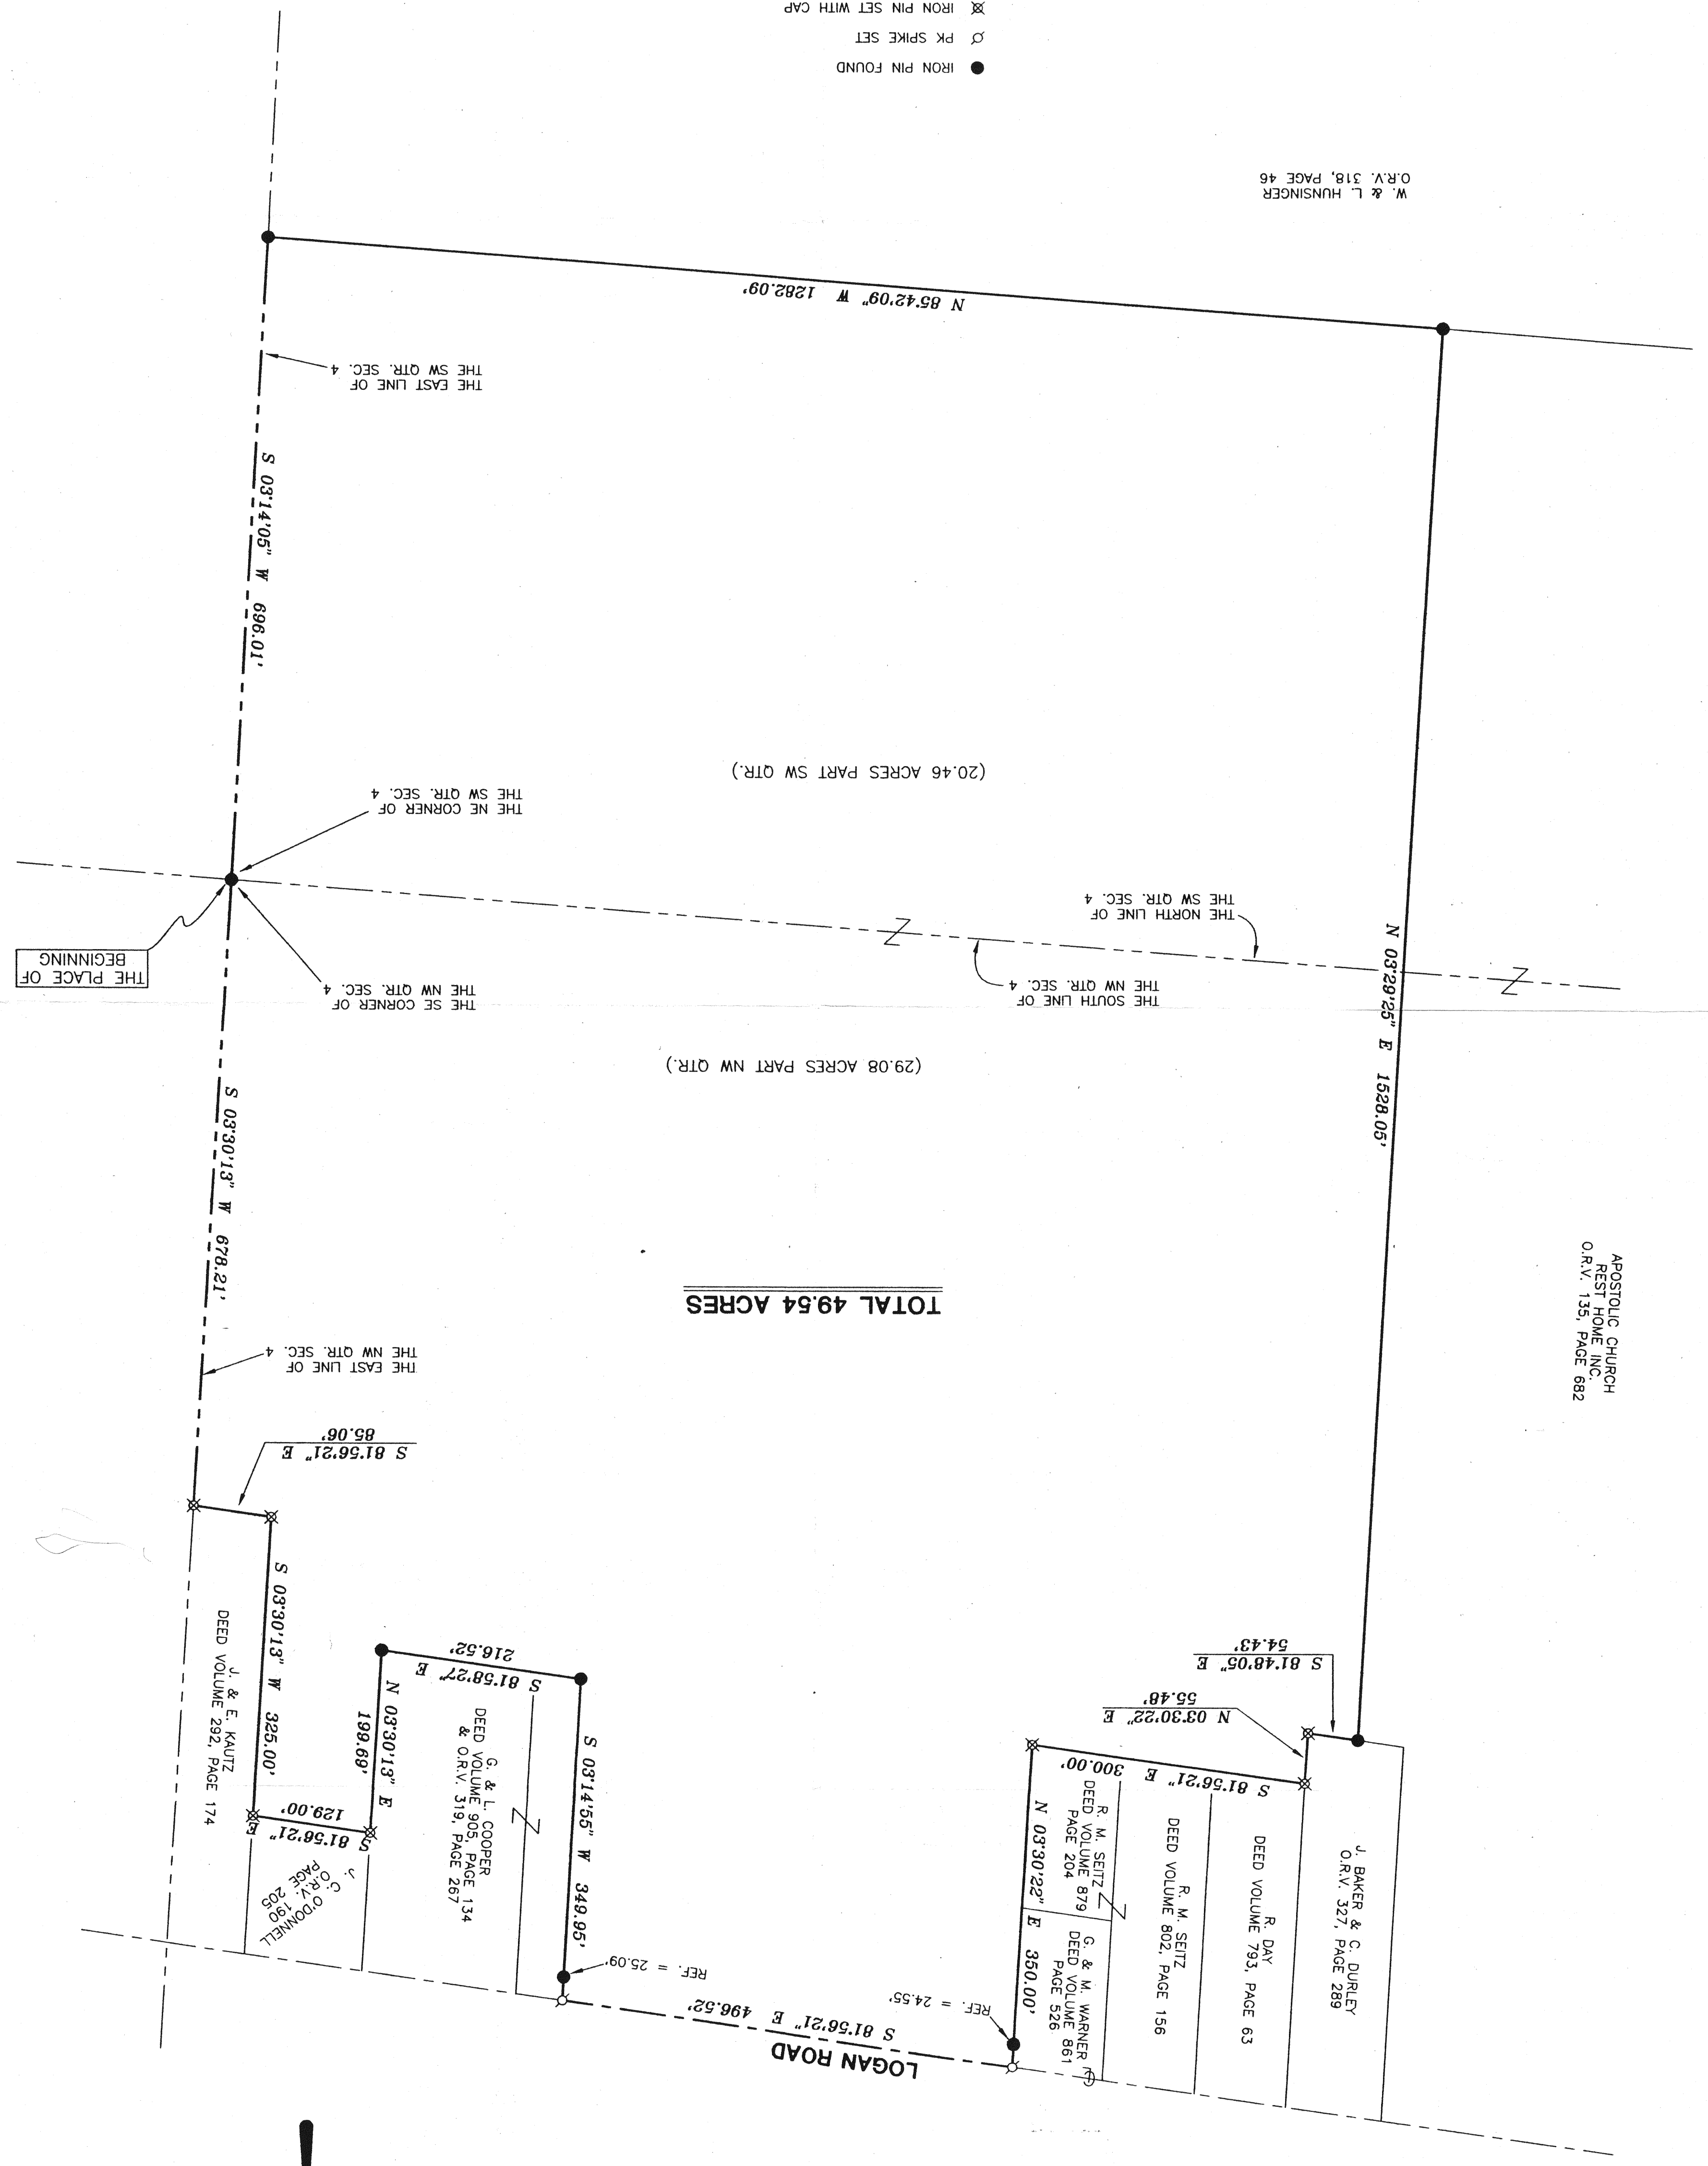 LOGAN ROAD
S 81°56'21" E 496.52'
REF. = 24.55'
REF. = 25.09'
J. BAKER & C. DURLEY
O.R.V. 327, PAGE 289
R. DAY
DEED VOLUME 793, PAGE 63
R. M. SEITZ
DEED VOLUME 802, PAGE 156
G. & M. WARNER
DEED VOLUME 861
PAGE 526
R. M. SEITZ
DEED VOLUME 879
PAGE 204
N 03°30'22" E 350.00'
S 81°56'21" E 300.00'
N 03°30'22" E
55.48'
S 81°48'05" E
54.43'
S 03°14'55" W 349.95'
G. & L. COOPER
DEED VOLUME 905, PAGE 134
& O.R.V. 319, PAGE 267
S 81°58'27" E
216.52'
N 03°30'13" E
199.69'
J. C. O'DONNELL
O.R.V. 190
PAGE 205
S 81°56'21" E
129.00'
S 03°30'13" W 325.00'
J. & E. KAUTZ
DEED VOLUME 292, PAGE 174
S 81°56'21" E
85.06'
THE EAST LINE OF
THE NW QTR. SEC. 4
APOSTOLIC CHURCH
REST HOME INC.
O.R.V. 135, PAGE 682
TOTAL 49.54 ACRES
S 03°30'13" W 678.21'
N 03°29'25" E 1528.05'
(29.08 ACRES PART NW QTR.)
THE SOUTH LINE OF
THE NW QTR. SEC. 4
THE SE CORNER OF
THE NW QTR. SEC. 4
THE PLACE OF
BEGINNING
THE NORTH LINE OF
THE SW QTR. SEC. 4
THE NE CORNER OF
THE SW QTR. SEC. 4
(20.46 ACRES PART SW QTR.)
S 03°14'05" W 696.01'
THE EAST LINE OF
THE SW QTR. SEC. 4
N 85°42'09" W 1282.09'
W. & L. HUNSINGER
O.R.V. 318, PAGE 46
IRON PIN FOUND
PK SPIKE SET
IRON PIN SET WITH CAP